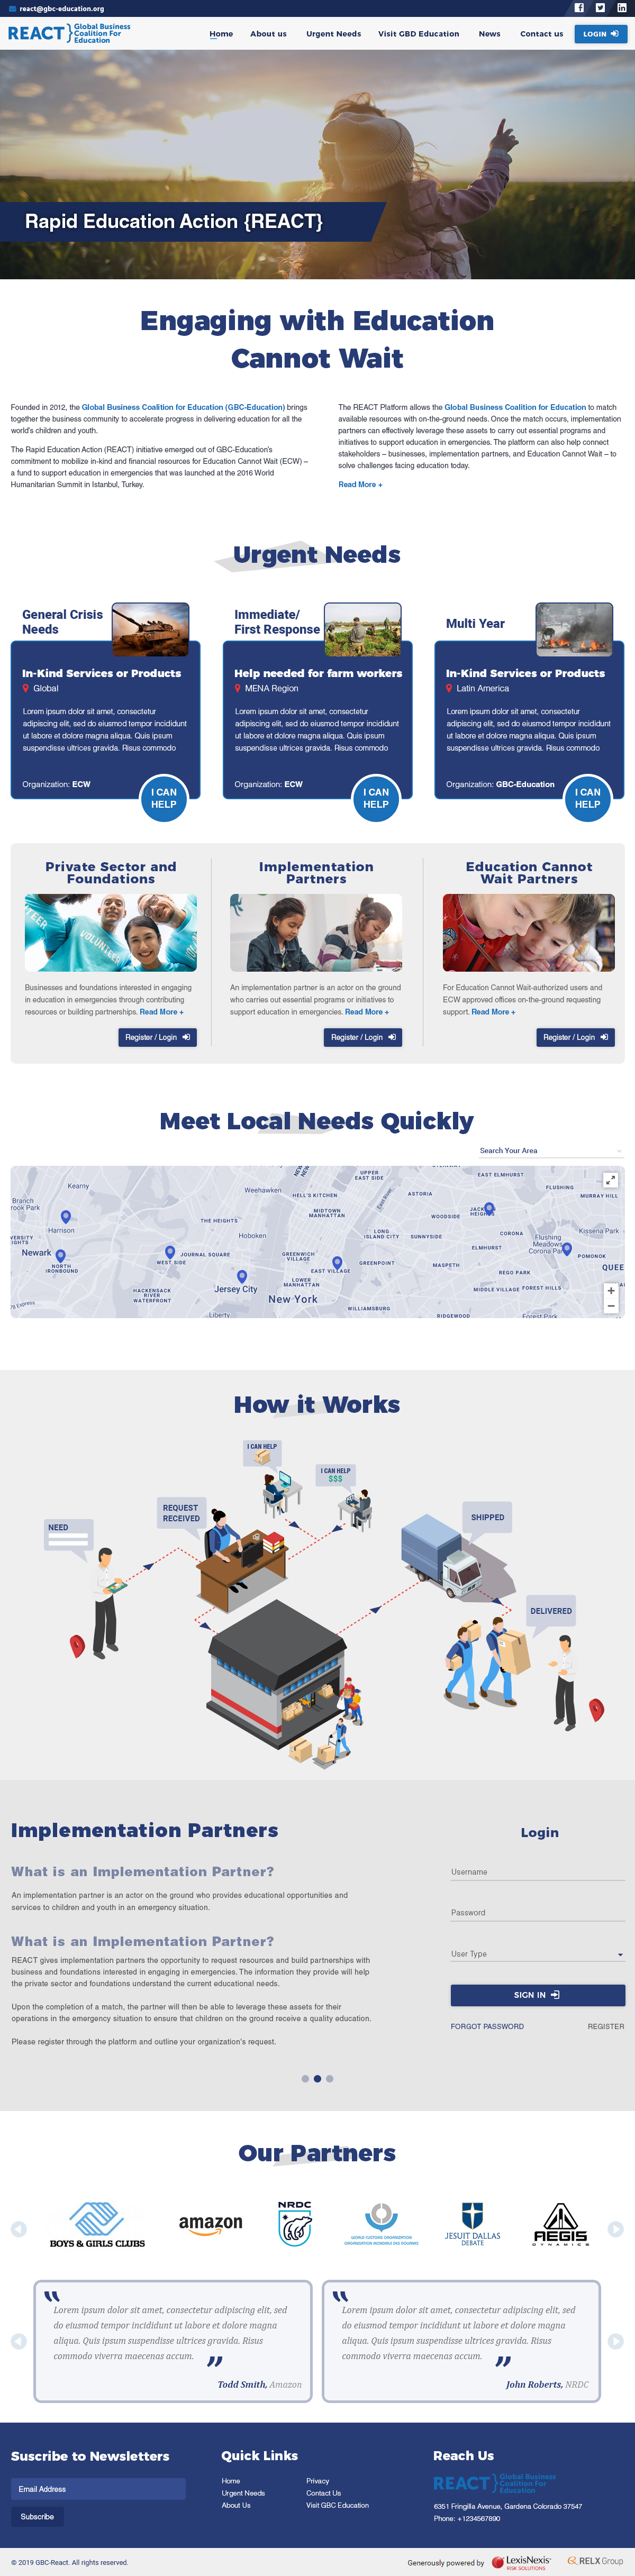 react@gbc-education.org
REACT
Global Business
Coalition For
Education
Home
About us
Urgent Needs
Visit GBD Education
News
Contact us
LOGIN
Rapid Education Action {REACT}
Engaging with Education
Cannot Wait
Founded in 2012, the Global Business Coalition for Education (GBC-Education) brings
together the business community to accelerate progress in delivering education for all the
world's children and youth.
The Rapid Education Action (REACT) initiative emerged out of GBC-Education's
commitment to mobilize in-kind and financial resources for Education Cannot Wait (ECW) –
a fund to support education in emergencies that was launched at the 2016 World
Humanitarian Summit in Istanbul, Turkey.
The REACT Platform allows the Global Business Coalition for Education to match
available resources with on-the-ground needs. Once the match occurs, implementation
partners can effectively leverage these assets to carry out essential programs and
initiatives to support education in emergencies. The platform can also help connect
stakeholders – businesses, implementation partners, and Education Cannot Wait – to
solve challenges facing education today.
Read More +
Urgent Needs
General Crisis
Needs
In-Kind Services or Products
Global
Lorem ipsum dolor sit amet, consectetur
adipiscing elit, sed do eiusmod tempor incididunt
ut labore et dolore magna aliqua. Quis ipsum
suspendisse ultrices gravida. Risus commodo
Organization: ECW
I CAN
HELP
Immediate/
First Response
Help needed for farm workers
MENA Region
Lorem ipsum dolor sit amet, consectetur
adipiscing elit, sed do eiusmod tempor incididunt
ut labore et dolore magna aliqua. Quis ipsum
suspendisse ultrices gravida. Risus commodo
Organization: ECW
I CAN
HELP
Multi Year
In-Kind Services or Products
Latin America
Lorem ipsum dolor sit amet, consectetur
adipiscing elit, sed do eiusmod tempor incididunt
ut labore et dolore magna aliqua. Quis ipsum
suspendisse ultrices gravida. Risus commodo
Organization: GBC-Education
I CAN
HELP
Private Sector and
Foundations
VOLUNTEER
Businesses and foundations interested in engaging
in education in emergencies through contributing
resources or building partnerships. Read More +
Register / Login
Implementation
Partners
An implementation partner is an actor on the ground
who carries out essential programs or initiatives to
support education in emergencies. Read More +
Register / Login
Education Cannot
Wait Partners
For Education Cannot Wait-authorized users and
ECW approved offices on-the-ground requesting
support. Read More +
Register / Login
Meet Local Needs Quickly
Search Your Area
Kearny
Branch
rook Park
Harrison
VERSITY
IGHTS
Newark
NORTH
IRONBOUND
Weehawken
HELL'S KITCHEN
MIDTOWN
MANHATTAN
THE HEIGHTS
Hoboken
JOURNAL SQUARE
WEST SIDE
GREENWICH
VILLAGE
EAST VILLAGE
LOWER
MANHATTAN
Jersey City
New York
HACKENSACK
RIVER
WATERFRONT
Liberty
UPPER
EAST SIDE
East River
ASTORIA
LONG
ISLAND CITY
SUNNYSIDE
WOODSIDE
GREENPOINT
MASPETH
WILLIAMSBURG
RIDGEWOOD
EAST ELMHURST
FLUSHING
MURRAY HILL
CORONA
ELMHURST
Flushing
Meadows
Corona Park
Kissena Park
POMONOK
QUEE
REGO PARK
MIDDLE VILLAGE
FOREST HILLS
Forest Park
How it Works
I CAN HELP
I CAN HELP
$$$
REQUEST
RECEIVED
NEED
SHIPPED
DELIVERED
Implementation Partners
What is an Implementation Partner?
An implementation partner is an actor on the ground who provides educational opportunities and
services to children and youth in an emergency situation.
What is an Implementation Partner?
REACT gives implementation partners the opportunity to request resources and build partnerships with
businesses and foundations interested in engaging in emergencies. The information they provide will help
the private sector and foundations understand the current educational needs.
Upon the completion of a match, the partner will then be able to leverage these assets for their
operations in the emergency situation to ensure that children on the ground receive a quality education.
Please register through the platform and outline your organization's request.
Login
Username
Password
User Type
SIGN IN
FORGOT PASSWORD
REGISTER
Our Partners
BOYS & GIRLS CLUBS
amazon
NRDC
WORLD CUSTOMS ORGANIZATION
ORGANISATION MONDIALE DES DOUANES
JESUIT DALLAS
DEBATE
AEGIS
DYNAMICS
Lorem ipsum dolor sit amet, consectetur adipiscing elit, sed
do eiusmod tempor incididunt ut labore et dolore magna
aliqua. Quis ipsum suspendisse ultrices gravida. Risus
commodo viverra maecenas accum.
Todd Smith, Amazon
Lorem ipsum dolor sit amet, consectetur adipiscing elit, sed
do eiusmod tempor incididunt ut labore et dolore magna
aliqua. Quis ipsum suspendisse ultrices gravida. Risus
commodo viverra maecenas accum.
John Roberts, NRDC
Suscribe to Newsletters
Email Address
Subscribe
Quick Links
Home
Urgent Needs
About Us
Privacy
Contact Us
Visit GBC Education
Reach Us
REACT
Global Business
Coalition For
Education
6351 Fringilla Avenue, Gardena Colorado 37547
Phone: +1234567890
© 2019 GBC-React. All rights reserved.
Generously powered by
LexisNexis
RISK SOLUTIONS
RELX Group